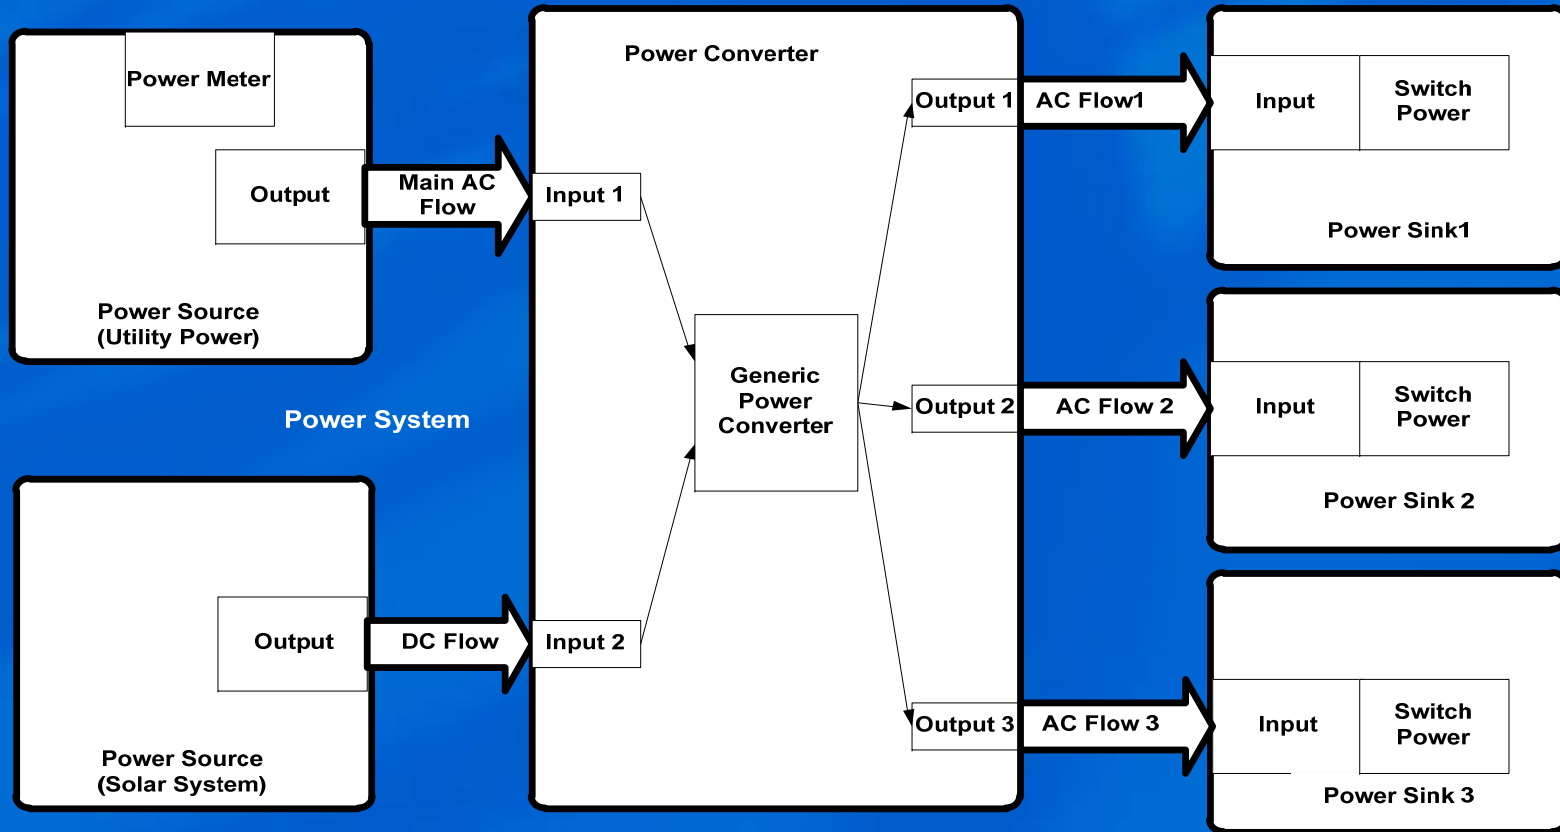 Power Meter
Output
Main AC
Flow
Power Source
(Utility Power)
Power System
Output
DC Flow
Power Source
(Solar System)
Power Converter
Input 1
Input 2
Generic
Power
Converter
Output 1
Output 2
Output 3
AC Flow1
Input
Switch
Power
Power Sink1
AC Flow 2
Input
Switch
Power
Power Sink 2
AC Flow 3
Input
Switch
Power
Power Sink 3